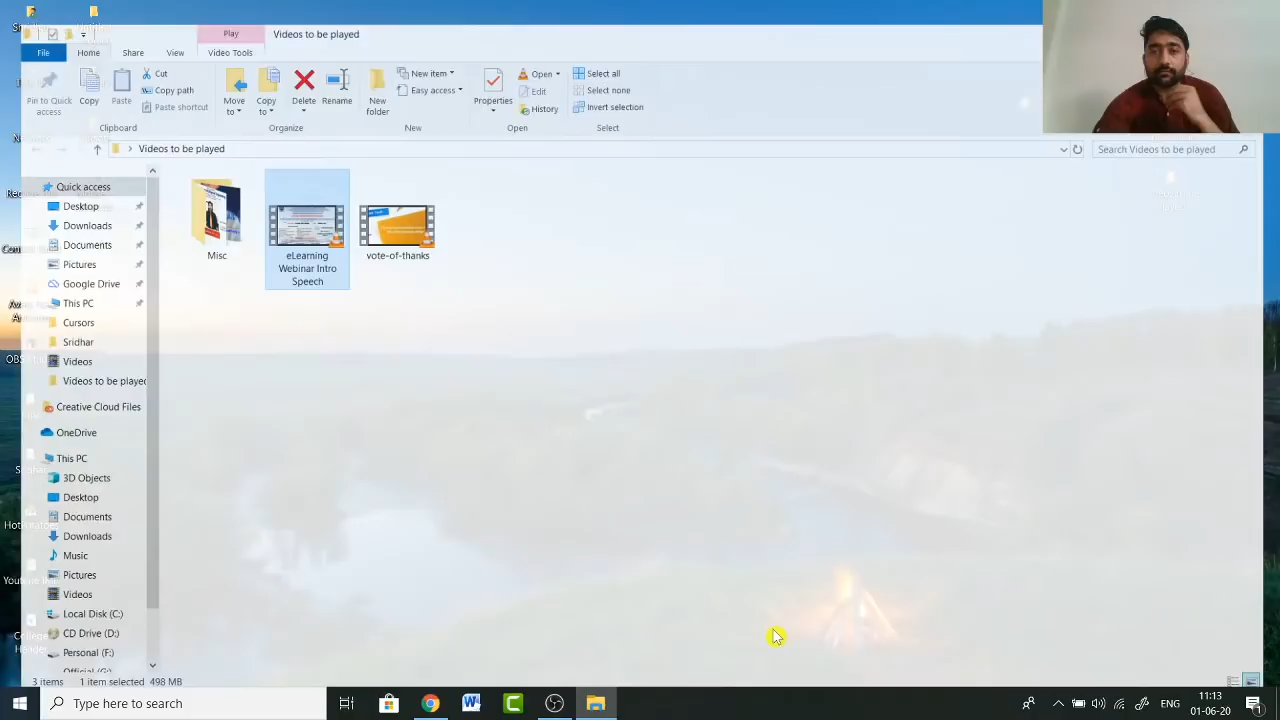 Play
Videos to be played
File
Home
Share
View
Video Tools
Pin to Quick
access
Copy
Paste
Cut
Copy path
Paste shortcut
Move
to
Copy
to
Delete
Rename
New
folder
New item
Easy access
Properties
Open
Edit
History
Select all
Select none
Invert selection
Clipboard
Organize
New
Open
Select
Videos to be played
Search Videos to be played
Quick access
Desktop
Downloads
Documents
Pictures
Google Drive
This PC
Cursors
Sridhar
Videos
Videos to be played
Creative Cloud Files
OneDrive
This PC
3D Objects
Desktop
Documents
Downloads
Music
Pictures
Videos
Local Disk (C:)
CD Drive (D:)
Personal (F:)
Official (G:)
Misc
eLearning
Webinar Intro
Speech
vote-of-thanks
3 items
1 item selected
498 MB
Type here to search
ENG
11:13
01-06-20